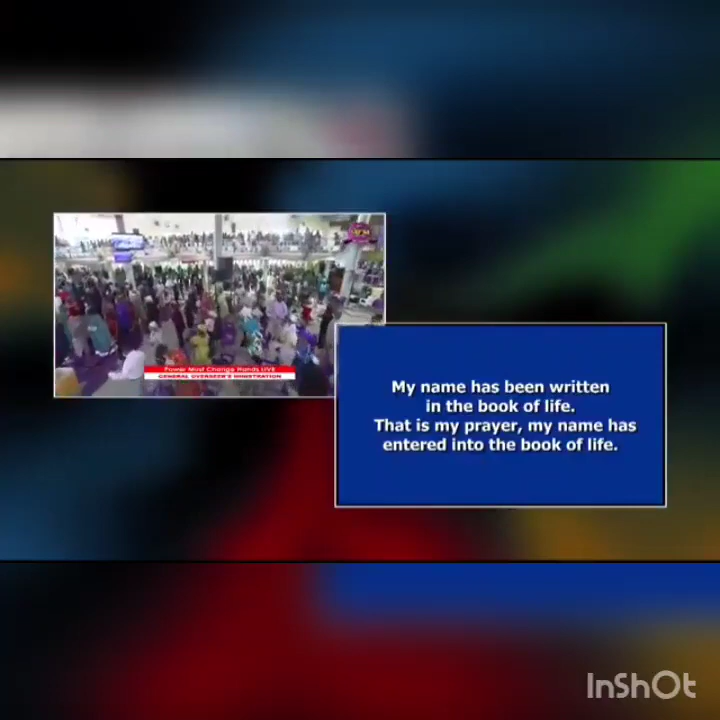 Power Must Change Hands LIVE
GENERAL OVERSEER'S MINISTRATION
My name has been written
in the book of life.
That is my prayer, my name has
entered into the book of life.
InShOt